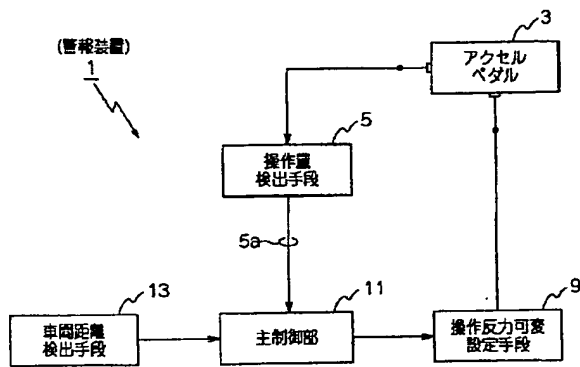 (警報装置)
1
3
アクセル
ペダル
5
操作量
検出手段
5a
13
車間距離
検出手段
11
主制御部
9
操作反力可変
設定手段